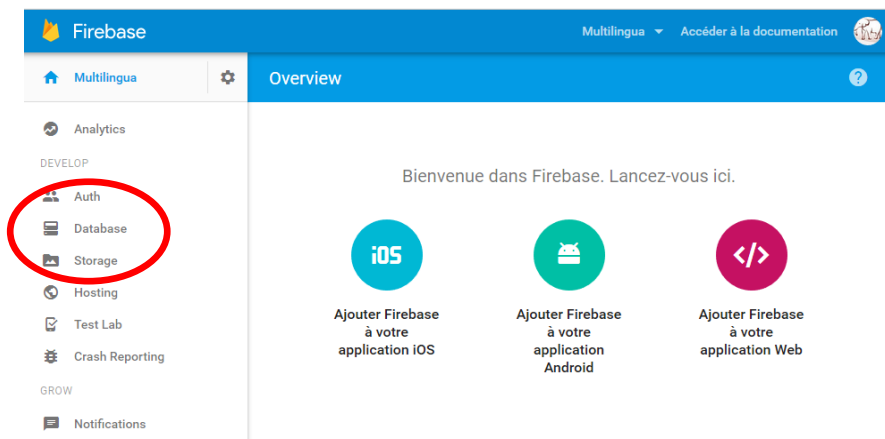 Firebase
Multilingua
Accéder à la documentation
Multilingua
Overview
Analytics
DEVELOP
Auth
Database
Storage
Hosting
Test Lab
Crash Reporting
GROW
Notifications
Bienvenue dans Firebase. Lancez-vous ici.
iOS
Ajouter Firebase
à votre
application iOS
Ajouter Firebase
à votre
application
Android
</>
Ajouter Firebase
à votre
application Web